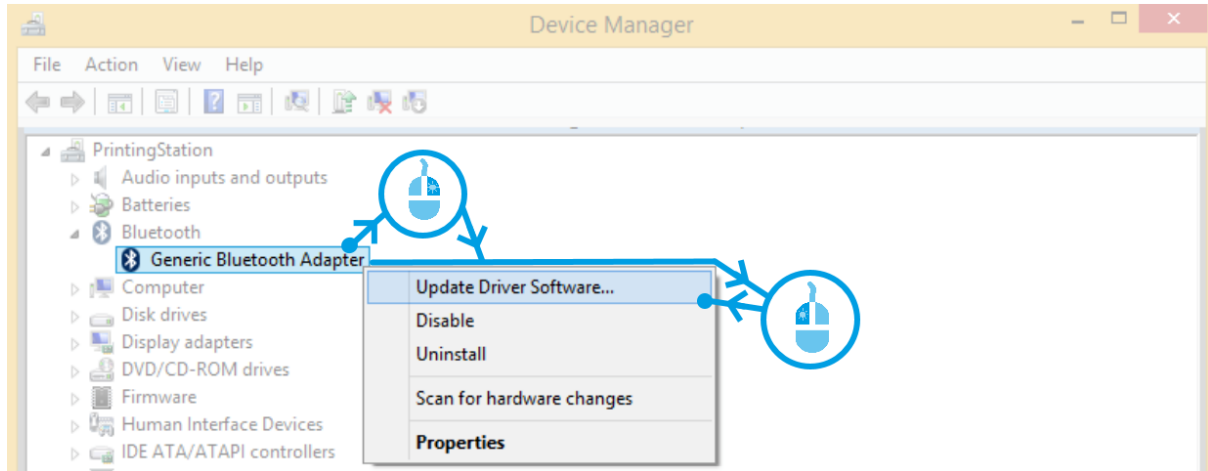 Device Manager
File Action View Help
PrintingStation
Audio inputs and outputs
Batteries
Bluetooth
Generic Bluetooth Adapter
Computer
Disk drives
Display adapters
DVD/CD-ROM drives
Firmware
Human Interface Devices
IDE ATA/ATAPI controllers
Update Driver Software...
Disable
Uninstall
Scan for hardware changes
Properties